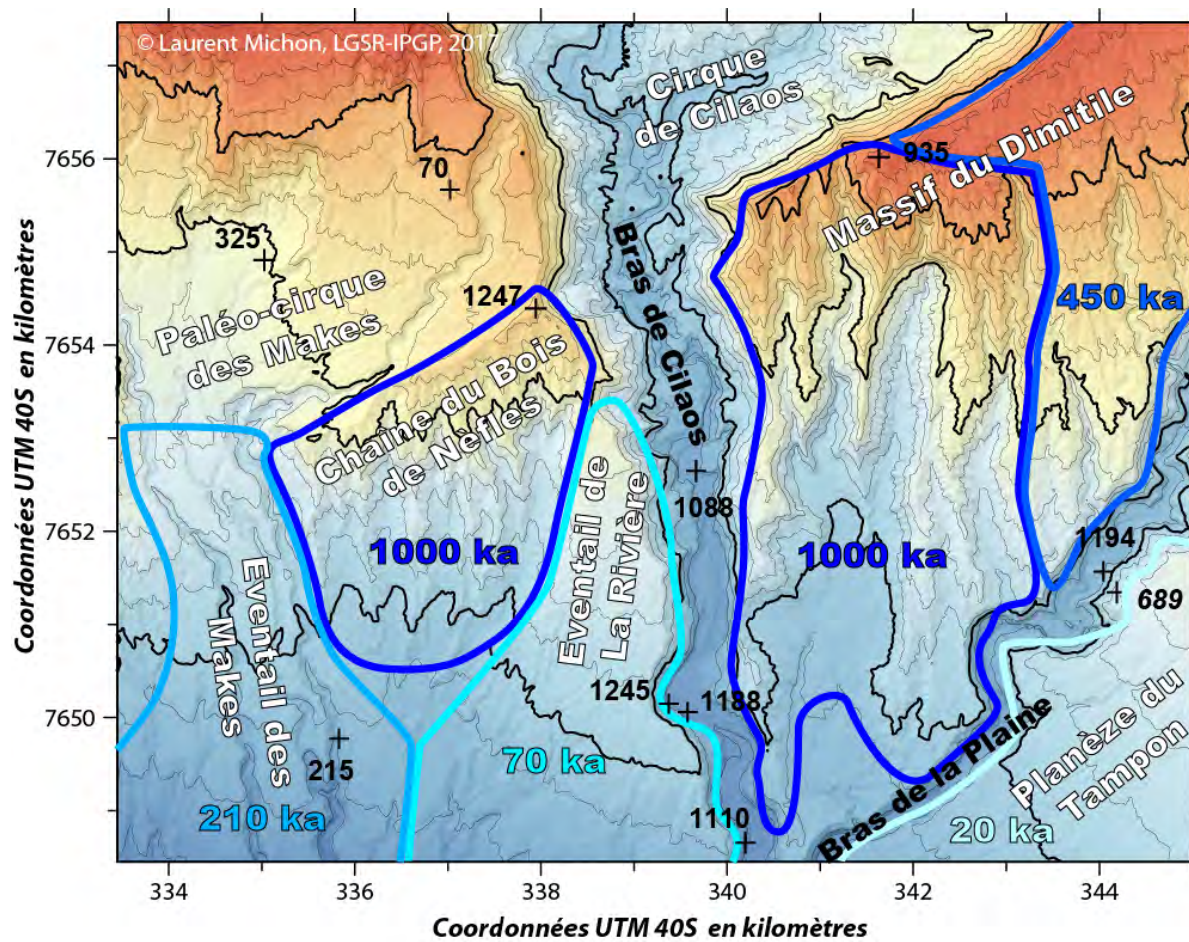 © Laurent Michon, LGSR-IPGP, 2017
Cirque
de Cilaos
7656
70
935
Massif du Dimitile
325
Bras de Cilaos
1247
450 ka
Paléo-cirque
des Makes
7654
Chaîne du Bois
de Nèfles
Coordonnées UTM 40S en kilomètres
1088
7652
1000 ka
Eventail de
La Rivière
1000 ka
1194
689
Eventail des
Makes
1245
1188
7650
215
70 ka
Bras de la Plaine
Planèze du
Tampon
210 ka
1110
20 ka
334
336
338
340
342
344
Coordonnées UTM 40S en kilomètres